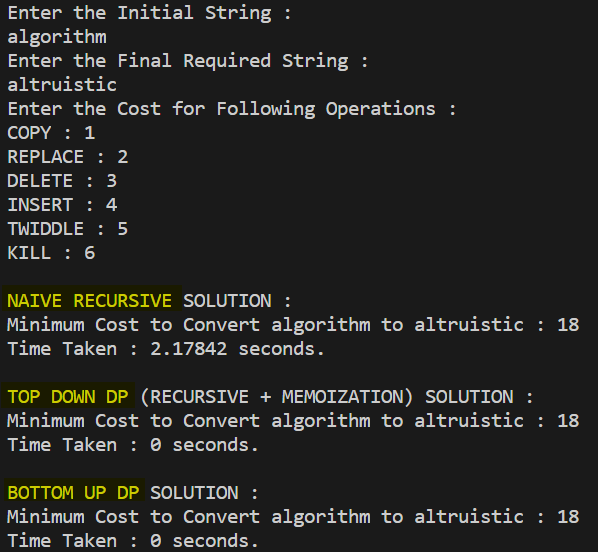 Enter the Initial String :
algorithm
Enter the Final Required String :
altruistic
Enter the Cost for Following Operations :
COPY : 1
REPLACE : 2
DELETE : 3
INSERT : 4
TWIDDLE : 5
KILL : 6
NAIVE RECURSIVE SOLUTION :
Minimum Cost to Convert algorithm to altruistic : 18
Time Taken : 2.17842 seconds.
TOP DOWN DP (RECURSIVE + MEMOIZATION) SOLUTION :
Minimum Cost to Convert algorithm to altruistic : 18
Time Taken : 0 seconds.
BOTTOM UP DP SOLUTION :
Minimum Cost to Convert algorithm to altruistic : 18
Time Taken : 0 seconds.